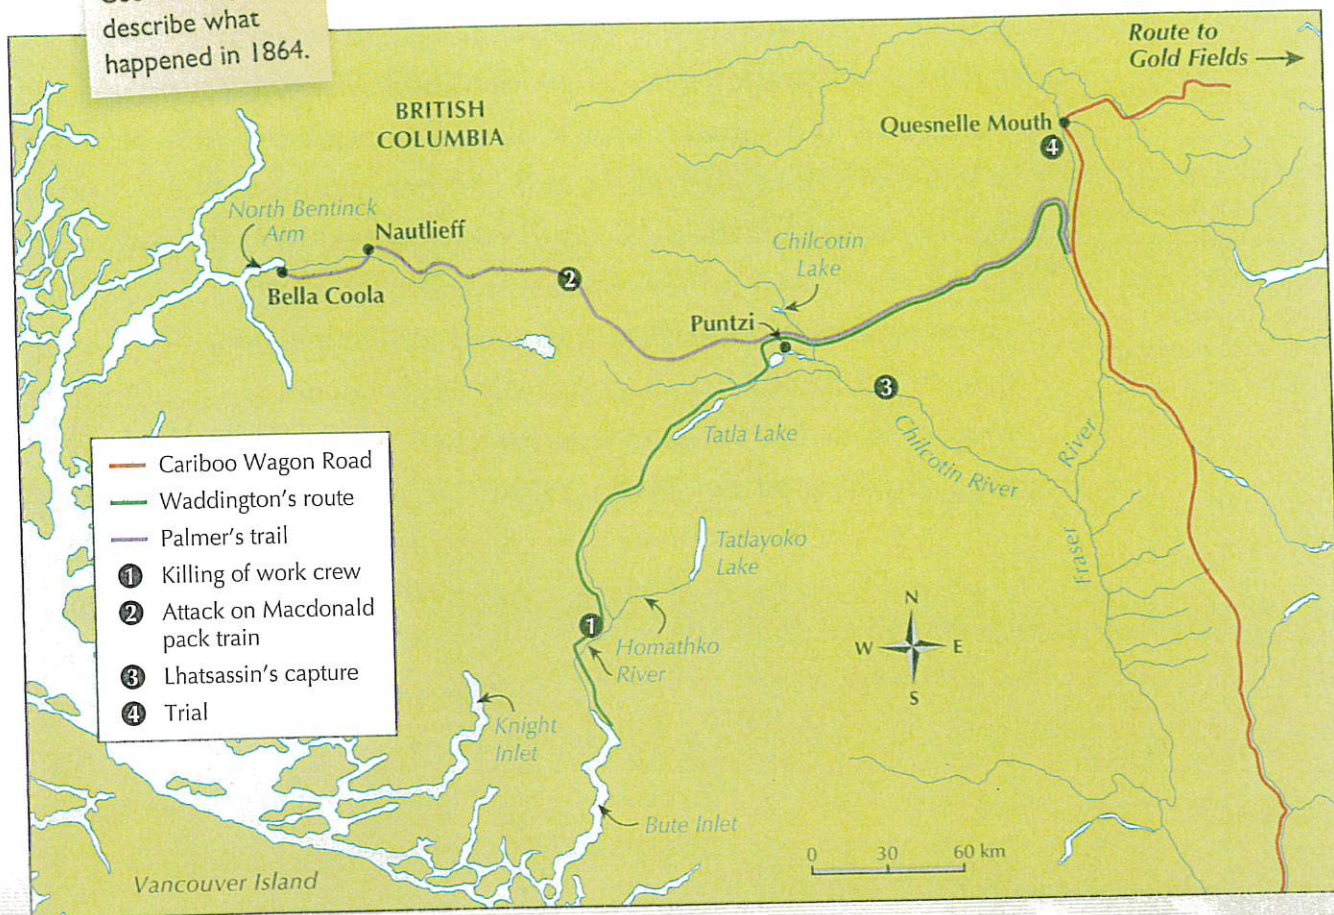 describe what
happened in 1864.
Route to
Gold Fields
BRITISH
COLUMBIA
Quesnelle Mouth
4
North Bentinck
Arm
Nautlieff
Bella Coola
2
Chilcotin
Lake
Puntzi
3
Chilcotin River
Tatla Lake
Fraser River
Cariboo Wagon Road
Waddington's route
Palmer's trail
1 Killing of work crew
2 Attack on Macdonald
pack train
3 Lhatsassin's capture
4 Trial
Tatlayoko
Lake
1
Homathko
River
N
W E
S
Knight
Inlet
Bute Inlet
0 30 60 km
Vancouver Island